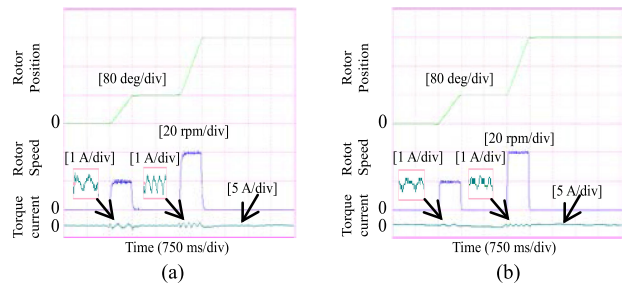 Rotor
Position
[80 deg/div]
0
[20 rpm/div]
Rotor
Speed
[1 A/div]
[1 A/div]
[5 A/div]
0
Torque
current
0
Time (750 ms/div)
(a)
Rotor
Position
[80 deg/div]
0
[20 rpm/div]
Rotot
Speed
[1 A/div]
[1 A/div]
[5 A/div]
0
Torque
current
0
Time (750 ms/div)
(b)